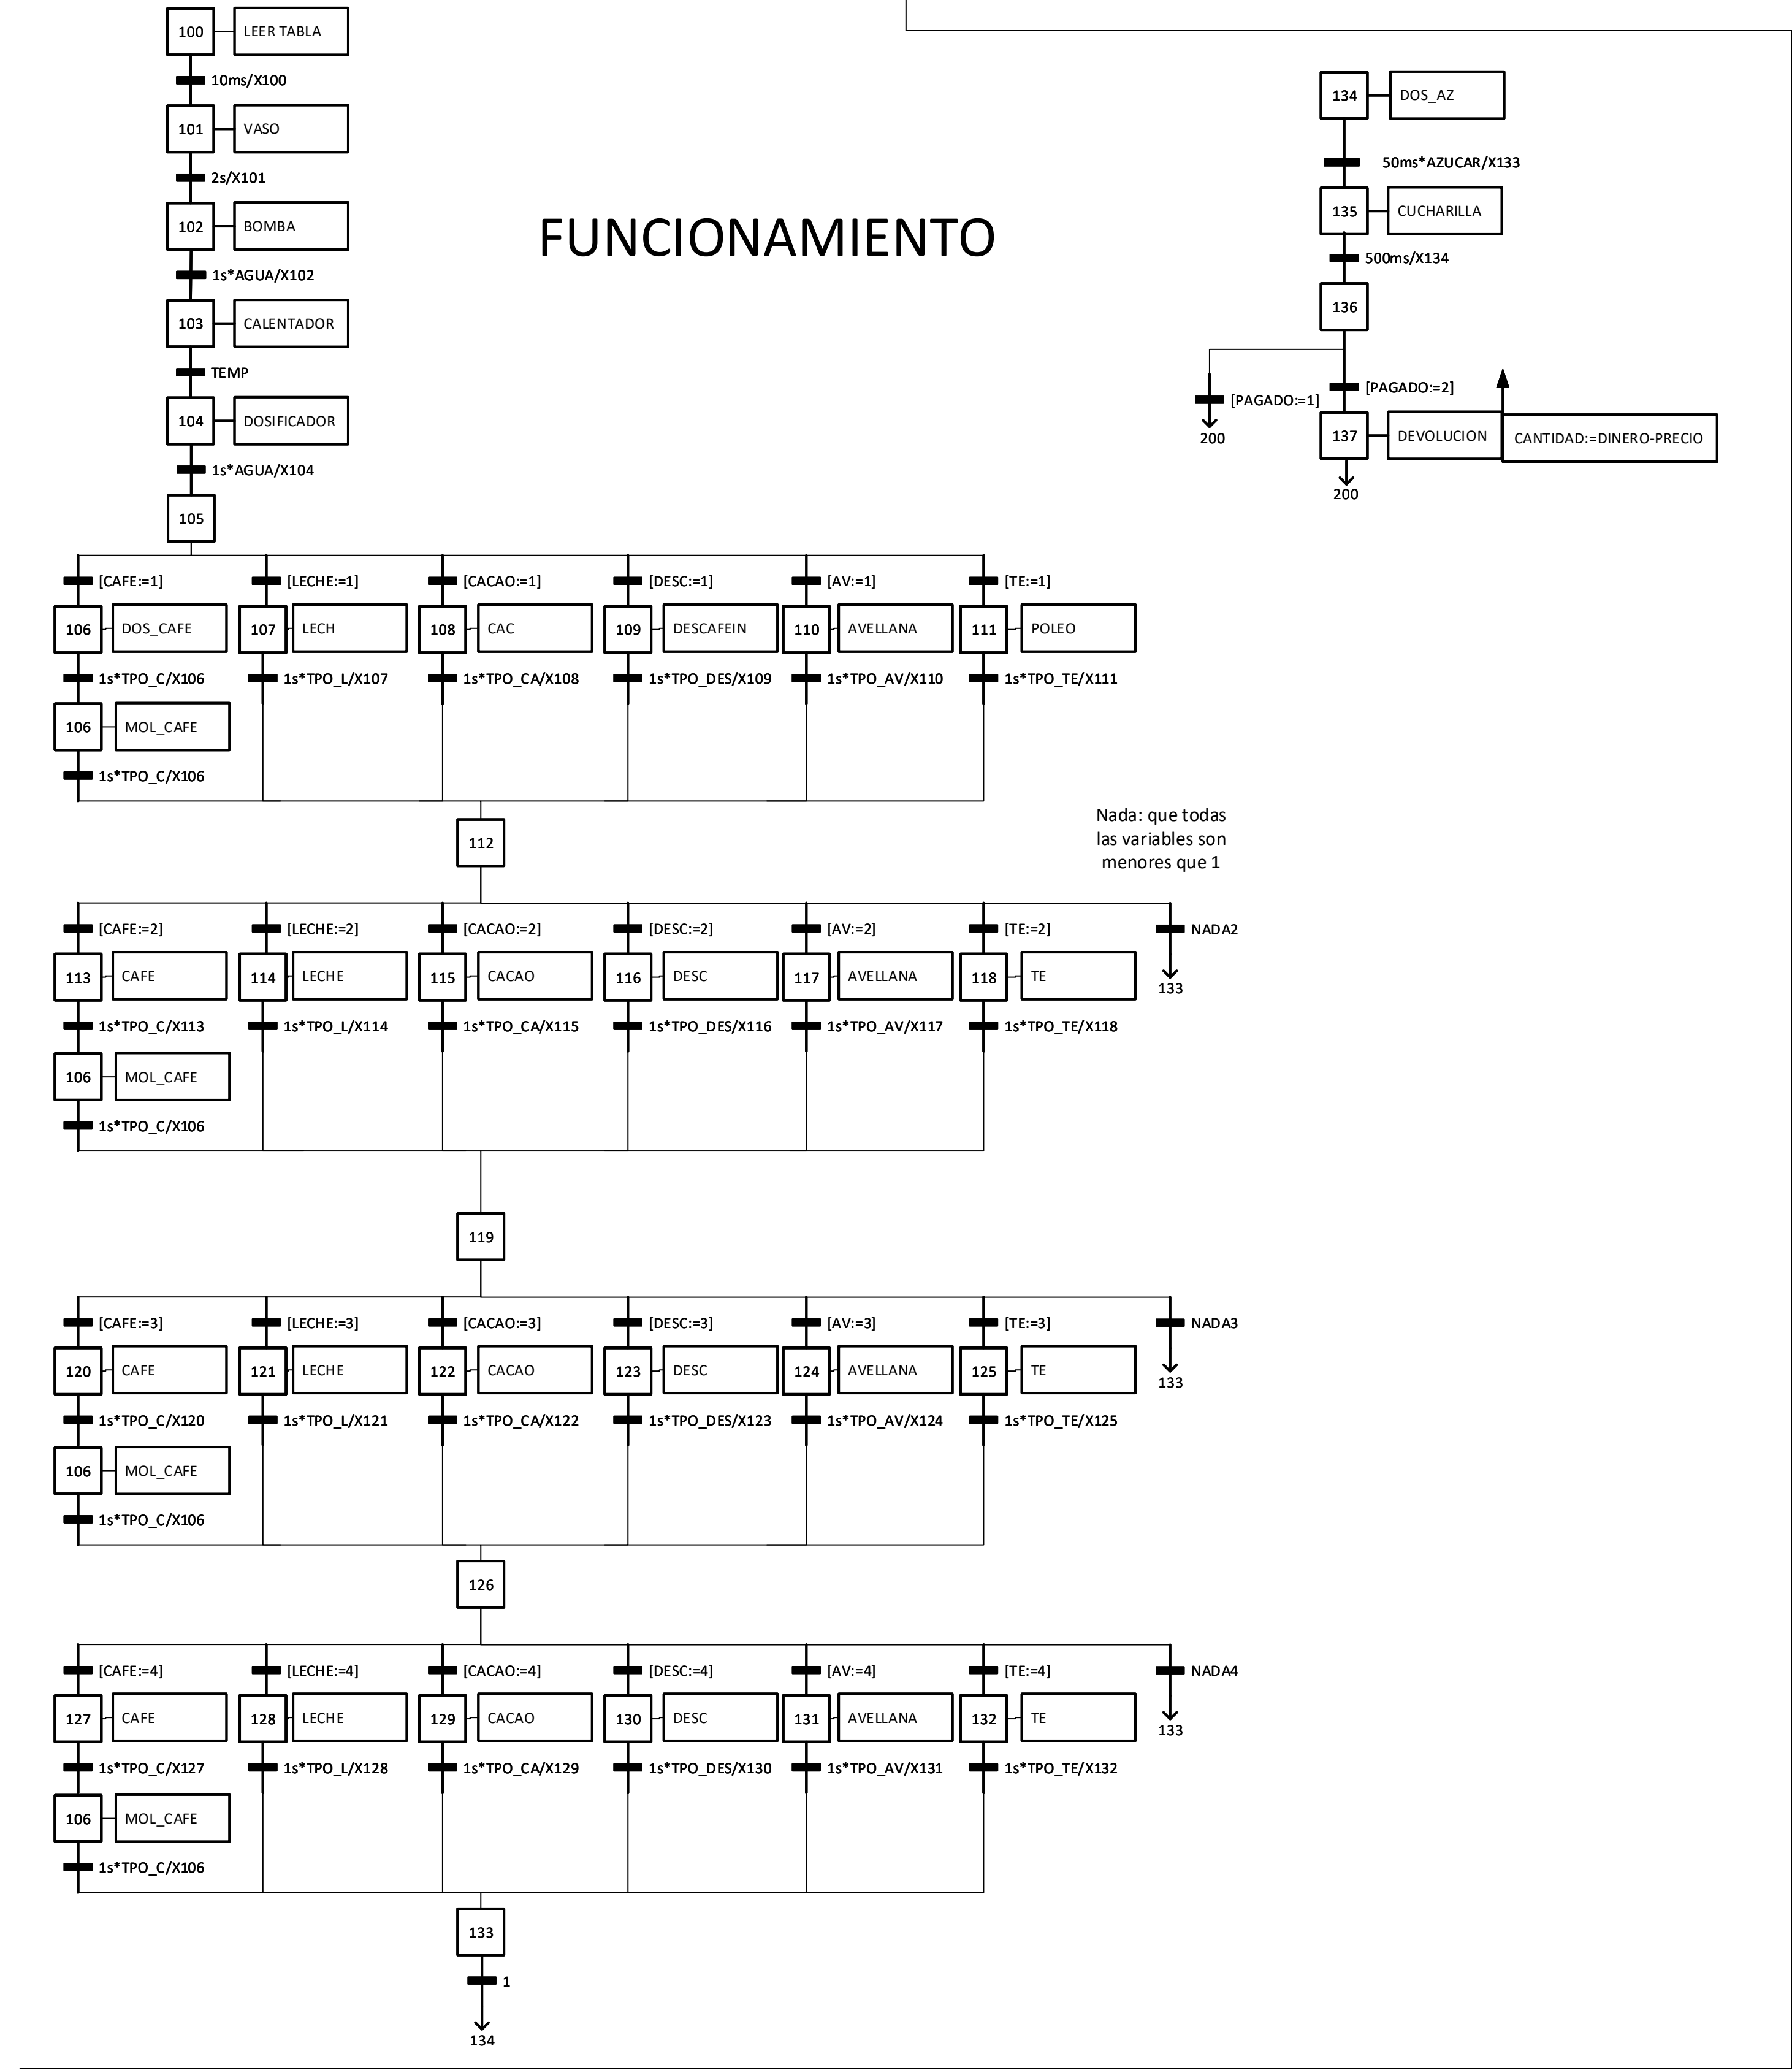 100 LEER TABLA
10ms/X100
101 VASO
2s/X101
102 BOMBA
1s*AGUA/X102
103 CALENTADOR
TEMP
104 DOSIFICADOR
1s*AGUA/X104
105
FUNCIONAMIENTO
134 DOS_AZ
50ms*AZUCAR/X133
135 CUCHARILLA
500ms/X134
136
[PAGADO:=1] [PAGADO:=2]
200
137 DEVOLUCION CANTIDAD:=DINERO-PRECIO
200
[CAFE:=1] [LECHE:=1] [CACAO:=1] [DESC:=1] [AV:=1] [TE:=1]
106 DOS_CAFE 107 LECH 108 CAC 109 DESCAFEIN 110 AVELLANA 111 POLEO
1s*TPO_C/X106 1s*TPO_L/X107 1s*TPO_CA/X108 1s*TPO_DES/X109 1s*TPO_AV/X110 1s*TPO_TE/X111
106 MOL_CAFE
1s*TPO_C/X106
112
Nada: que todas
las variables son
menores que 1
[CAFE:=2] [LECHE:=2] [CACAO:=2] [DESC:=2] [AV:=2] [TE:=2] NADA2
113 CAFE 114 LECHE 115 CACAO 116 DESC 117 AVELLANA 118 TE 133
1s*TPO_C/X113 1s*TPO_L/X114 1s*TPO_CA/X115 1s*TPO_DES/X116 1s*TPO_AV/X117 1s*TPO_TE/X118
106 MOL_CAFE
1s*TPO_C/X106
119
[CAFE:=3] [LECHE:=3] [CACAO:=3] [DESC:=3] [AV:=3] [TE:=3] NADA3
120 CAFE 121 LECHE 122 CACAO 123 DESC 124 AVELLANA 125 TE 133
1s*TPO_C/X120 1s*TPO_L/X121 1s*TPO_CA/X122 1s*TPO_DES/X123 1s*TPO_AV/X124 1s*TPO_TE/X125
106 MOL_CAFE
1s*TPO_C/X106
126
[CAFE:=4] [LECHE:=4] [CACAO:=4] [DESC:=4] [AV:=4] [TE:=4] NADA4
127 CAFE 128 LECHE 129 CACAO 130 DESC 131 AVELLANA 132 TE 133
1s*TPO_C/X127 1s*TPO_L/X128 1s*TPO_CA/X129 1s*TPO_DES/X130 1s*TPO_AV/X131 1s*TPO_TE/X132
106 MOL_CAFE
1s*TPO_C/X106
133
1
134